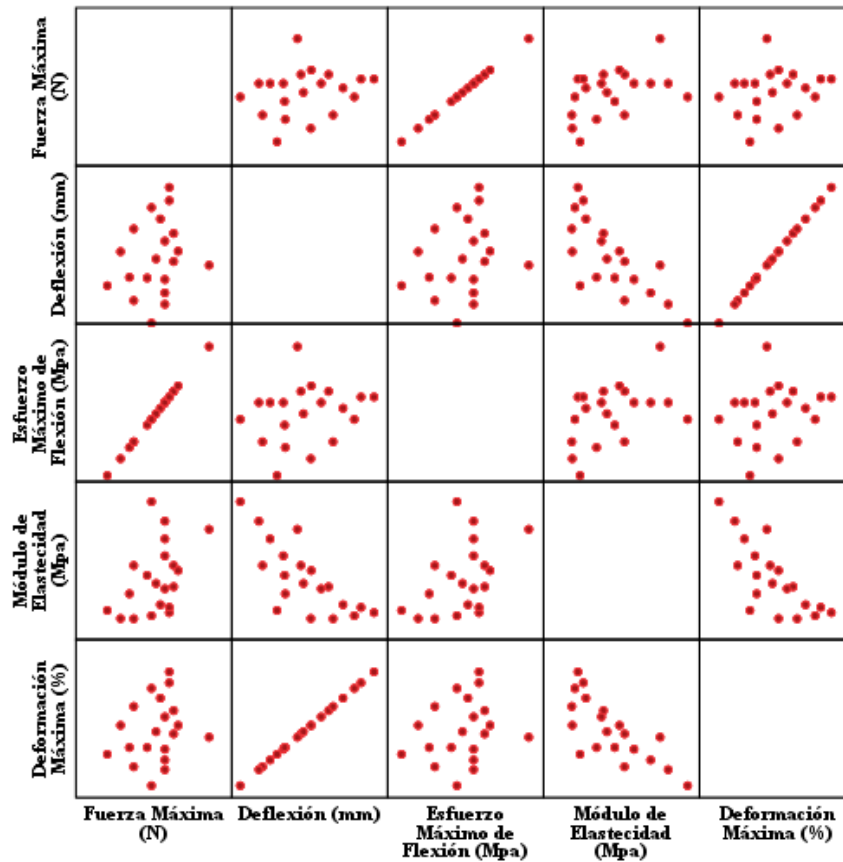 Fuerza Máxima
(N)
Deflexión (mm)
Esfuerzo
Máximo de
Flexión (Mpa)
Módulo de
Elastecidad
(Mpa)
Deformación
Máxima (%)
Fuerza Máxima
(N)
Deflexión (mm)
Esfuerzo
Máximo de
Flexión (Mpa)
Módulo de
Elastecidad
(Mpa)
Deformación
Máxima (%)